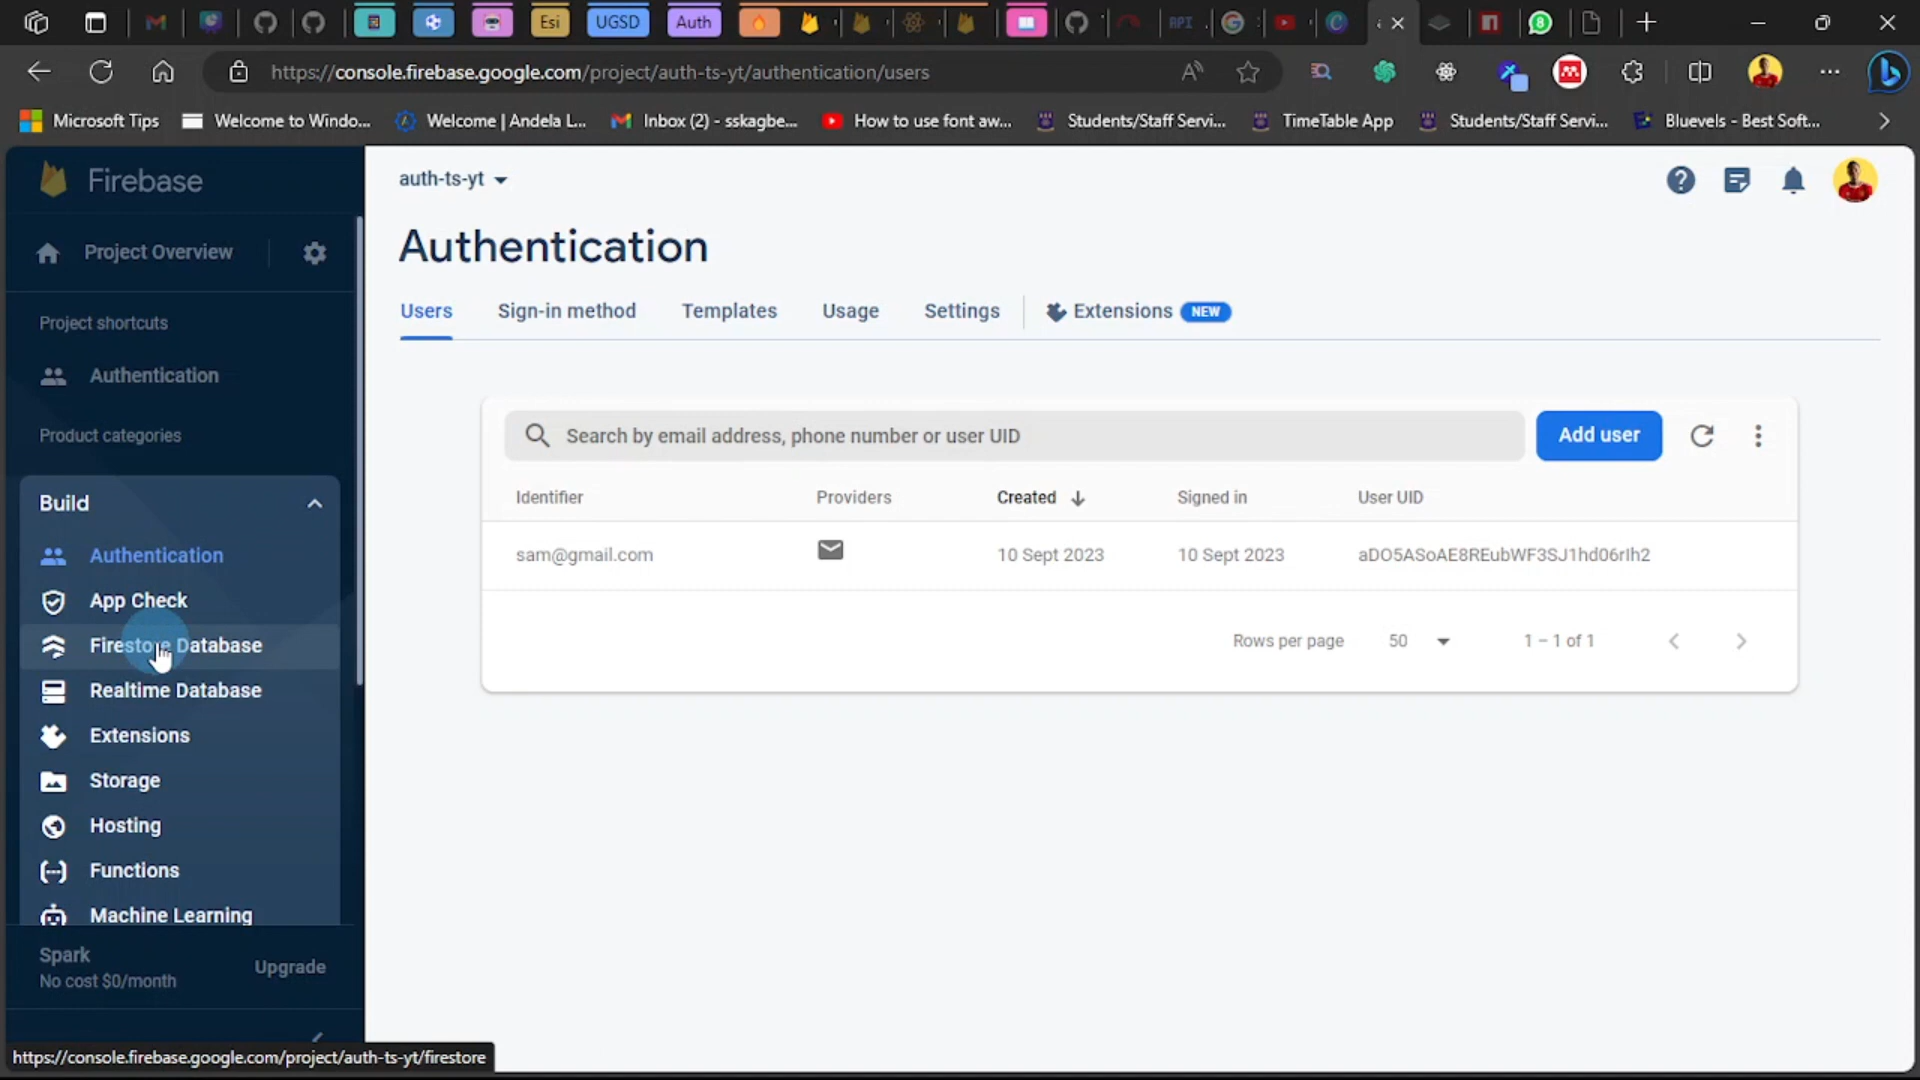 Esi
UGSD
Auth
API
8
https://console.firebase.google.com/project/auth-ts-yt/authentication/users
Microsoft Tips
Welcome to Windo...
Welcome | Andela L...
Inbox (2) - sskagbe...
How to use font aw...
Students/Staff Servi...
TimeTable App
Students/Staff Servi...
Bluevels - Best Soft...
Firebase
Project Overview
Project shortcuts
Authentication
Product categories
Build
Authentication
App Check
Firestore Database
Realtime Database
Extensions
Storage
Hosting
Functions
Machine Learning
Spark
No cost $0/month
Upgrade
https://console.firebase.google.com/project/auth-ts-yt/firestore
auth-ts-yt
Authentication
Users
Sign-in method
Templates
Usage
Settings
Extensions
NEW
Search by email address, phone number or user UID
Add user
Identifier
Providers
Created
Signed in
User UID
sam@gmail.com
10 Sept 2023
10 Sept 2023
aDO5ASoAE8REubWF3SJ1hd06rIh2
Rows per page
50
1 – 1 of 1